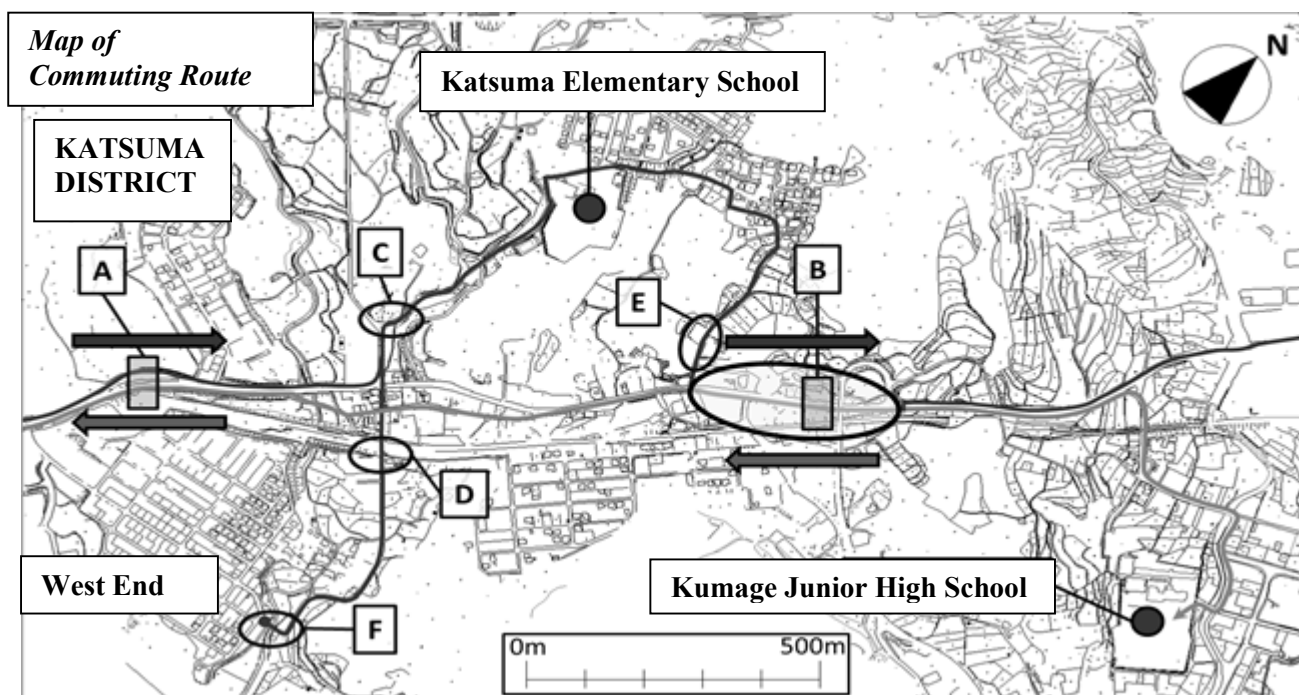 Map of
Commuting Route
KATSUMA
DISTRICT
Katsuma Elementary School
N
A
C
E
B
D
West End
F
Kumage Junior High School
0m 500m